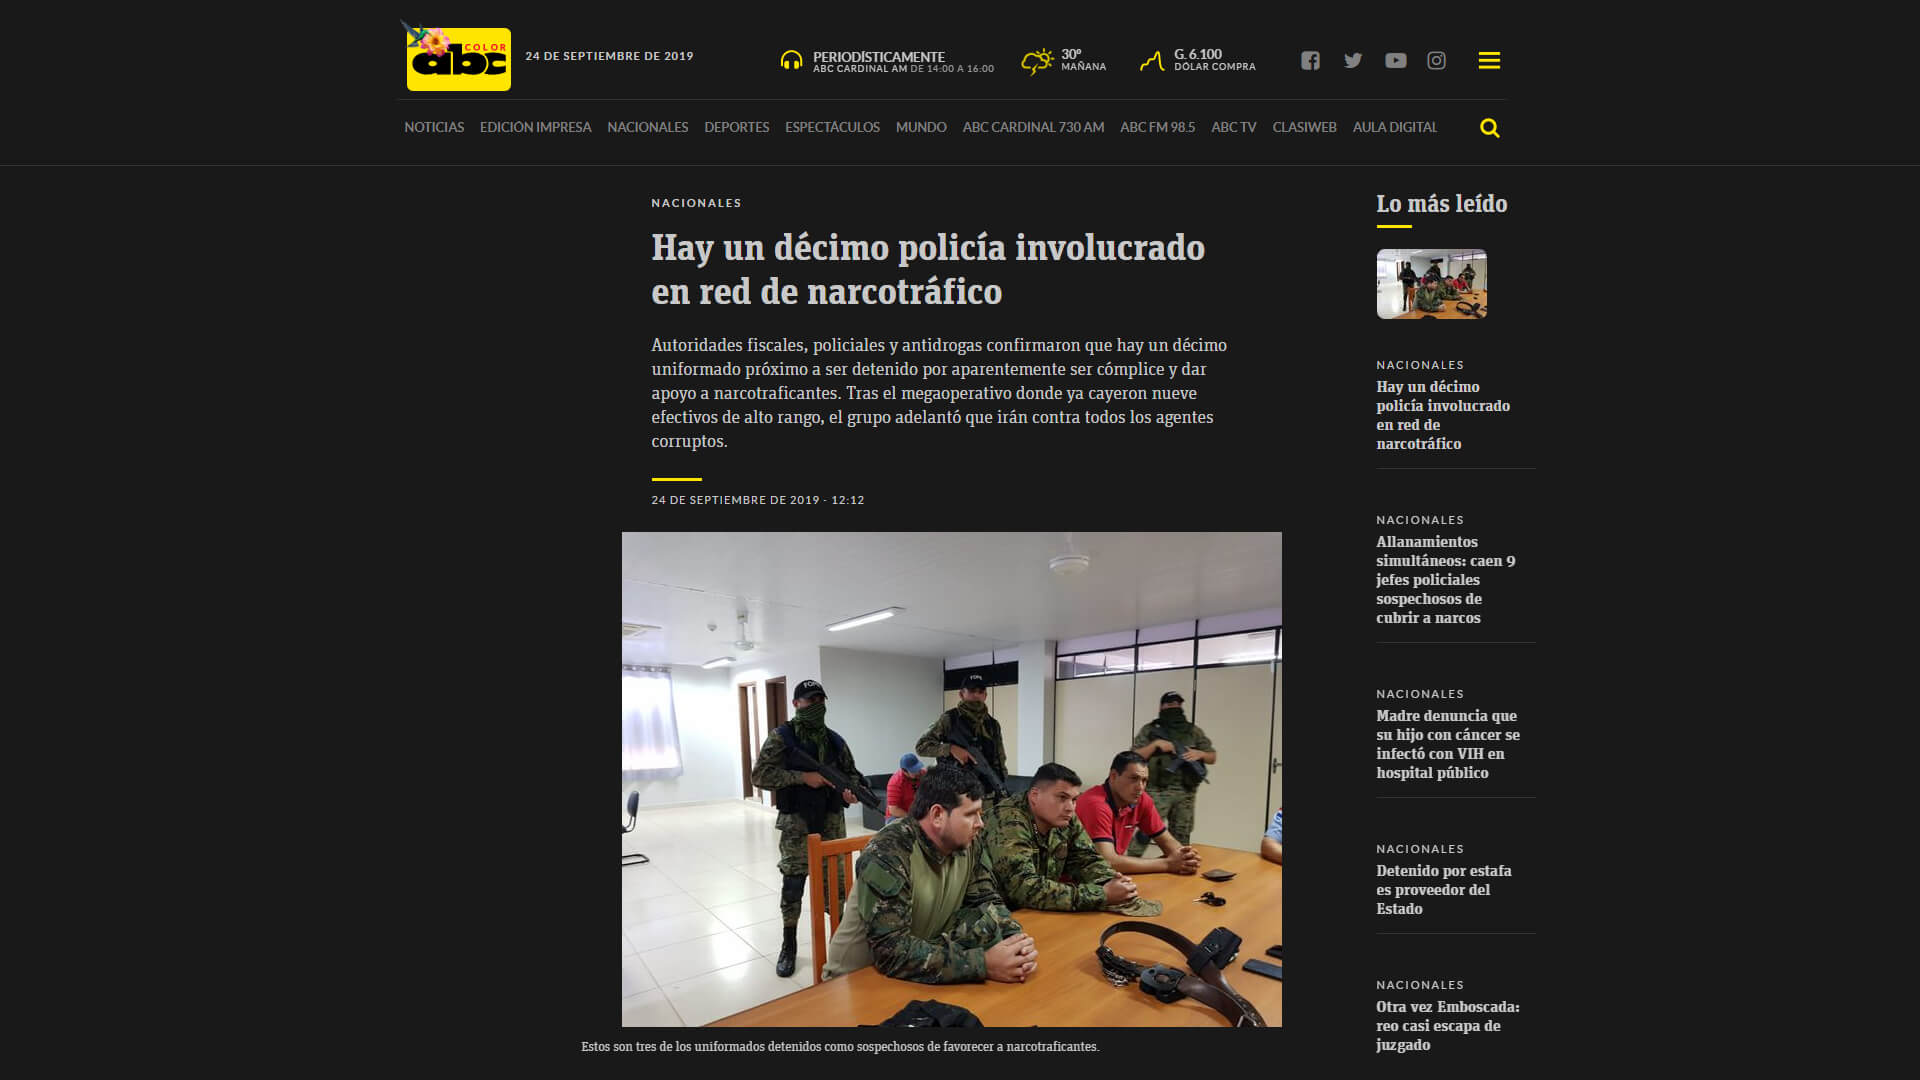 COLOR
abc
24 DE SEPTIEMBRE DE 2019
PERIODÍSTICAMENTE
ABC CARDINAL AM DE 14:00 A 16:00
30º
MAÑANA
G. 6.100
DÓLAR COMPRA
NOTICIAS EDICIÓN IMPRESA NACIONALES DEPORTES ESPECTÁCULOS MUNDO ABC CARDINAL 730 AM ABC FM 98.5 ABC TV CLASIWEB AULA DIGITAL
NACIONALES
Hay un décimo policía involucrado
en red de narcotráfico
Autoridades fiscales, policiales y antidrogas confirmaron que hay un décimo
uniformado próximo a ser detenido por aparentemente ser cómplice y dar
apoyo a narcotraficantes. Tras el megaoperativo donde ya cayeron nueve
efectivos de alto rango, el grupo adelantó que irán contra todos los agentes
corruptos.
24 DE SEPTIEMBRE DE 2019 - 12:12
FOPE
Estos son tres de los uniformados detenidos como sospechosos de favorecer a narcotraficantes.
Lo más leído
NACIONALES
Hay un décimo
policía involucrado
en red de
narcotráfico
NACIONALES
Allanamientos
simultáneos: caen 9
jefes policiales
sospechosos de
cubrir a narcos
NACIONALES
Madre denuncia que
su hijo con cáncer se
infectó con VIH en
hospital público
NACIONALES
Detenido por estafa
es proveedor del
Estado
NACIONALES
Otra vez Emboscada:
reo casi escapa de
juzgado